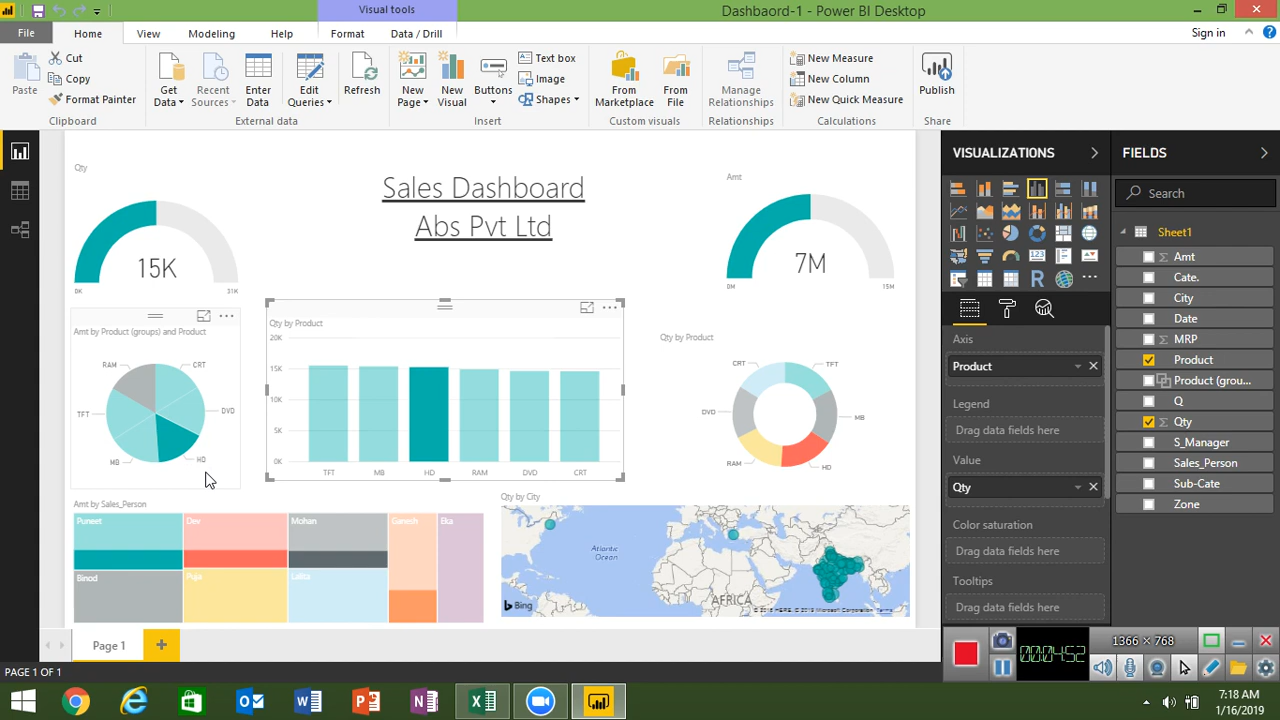 Visual tools
Dashbaord-1 - Power BI Desktop
File
Home
View
Modeling
Help
Format
Data / Drill
Sign in
Paste
Cut
Copy
Format Painter
Clipboard
Get
Data
Recent
Sources
Enter
Data
Edit
Queries
Refresh
External data
New
Page
New
Visual
Buttons
Text box
Image
Shapes
Insert
From
Marketplace
From
File
Custom visuals
Manage
Relationships
Relationships
New Measure
New Column
New Quick Measure
Calculations
Publish
Share
Qty
15K
0K
31K
Sales Dashboard
Abs Pvt Ltd
Amt
7M
0M
15M
Amt by Product (groups) and Product
RAM
CRT
TFT
DVD
MB
HD
Qty by Product
20K
15K
10K
5K
0K
TFT
MB
HD
RAM
DVD
CRT
Qty by Product
CRT
TFT
DVD
MB
RAM
HD
Amt by Sales_Person
Puneet
Dev
Mohan
Ganesh
Eka
Binod
Puja
Lalita
Qty by City
Atlantic
Ocean
AFRICA
Bing
VISUALIZATIONS
R
Axis
Product
Legend
Drag data fields here
Value
Qty
Color saturation
Drag data fields here
Tooltips
Drag data fields here
FIELDS
Search
Sheet1
Amt
Cate.
City
Date
MRP
Product
Product (grou...
Q
Qty
S_Manager
Sales_Person
Sub-Cate
Zone
Page 1
PAGE 1 OF 1
00:04:52
1366 × 768
7:18 AM
1/16/2019